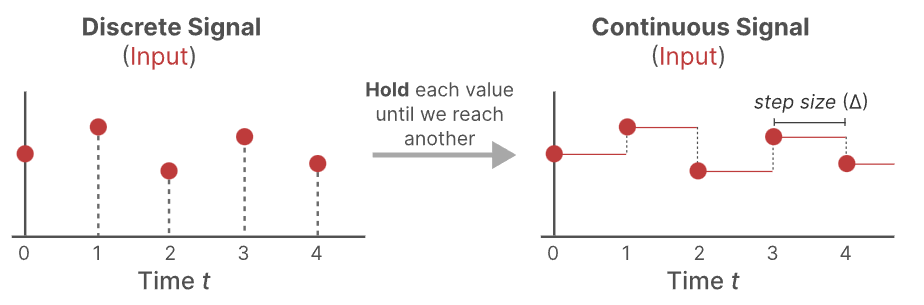 Discrete Signal
(Input)
0 1 2 3 4
Time t
Hold each value
until we reach
another
Continuous Signal
(Input)
step size (Δ)
0 1 2 3 4
Time t